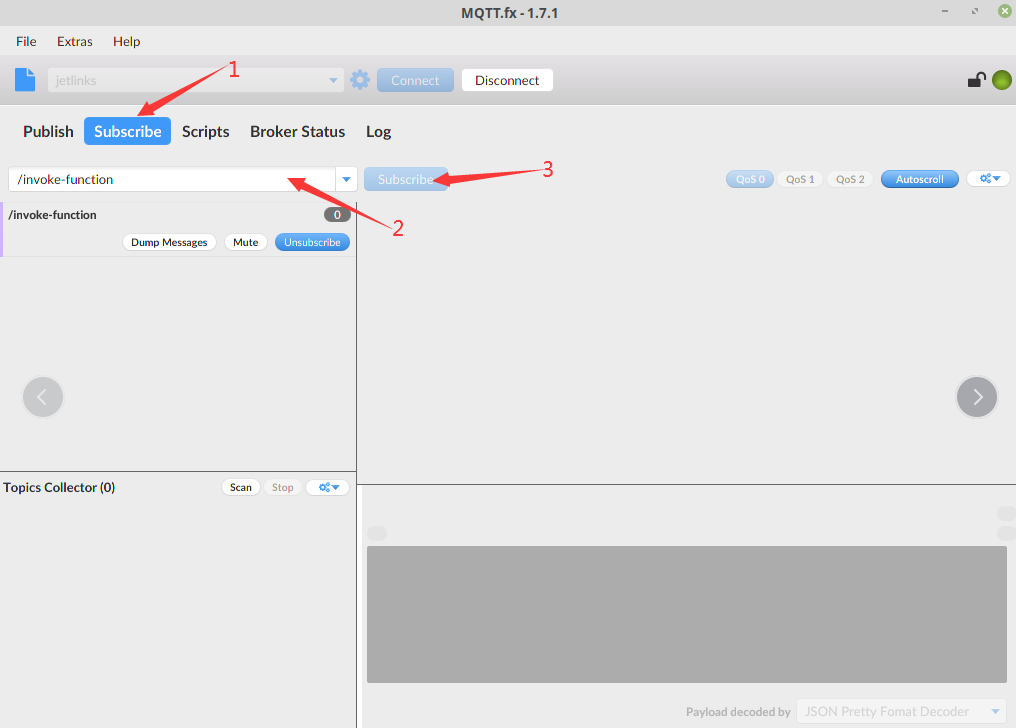 MQTT.fx - 1.7.1
File Extras Help
jetlinks Connect Disconnect
1
Publish Subscribe Scripts Broker Status Log
/invoke-function Subscribe 3 QoS 0 QoS 1 QoS 2 Autoscroll
/invoke-function 0
2
Dump Messages Mute Unsubscribe
Topics Collector (0) Scan Stop
Payload decoded by JSON Pretty Fomat Decoder